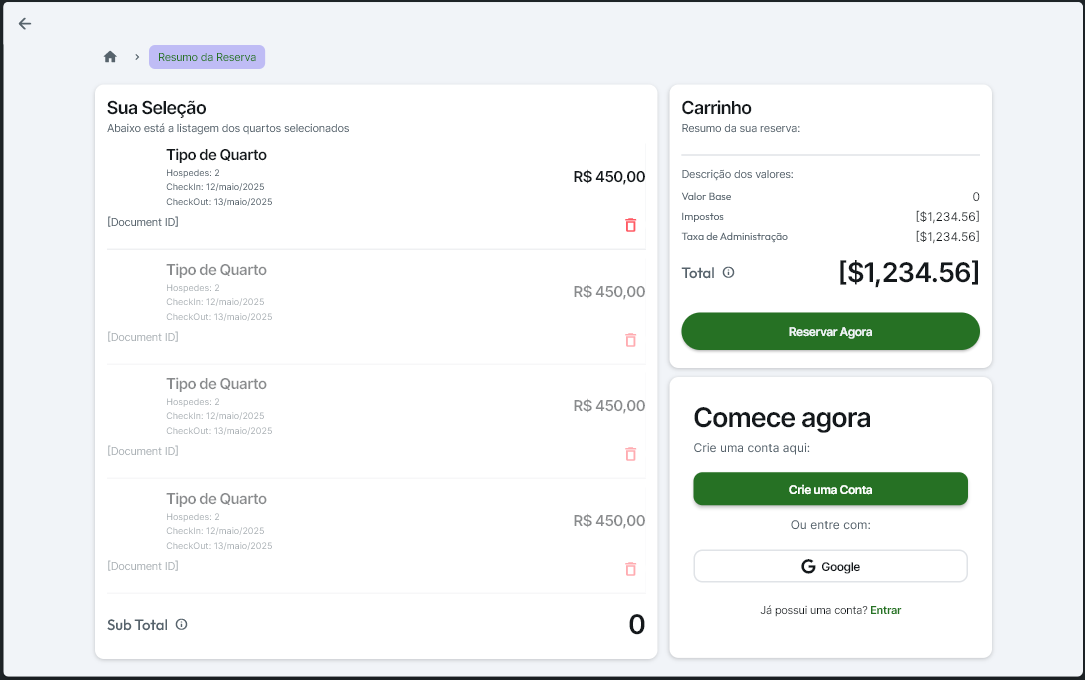 Resumo da Reserva
Sua Seleção
Abaixo está a listagem dos quartos selecionados
Tipo de Quarto
Hospedes: 2
CheckIn: 12/maio/2025
CheckOut: 13/maio/2025
R$ 450,00
[Document ID]
Tipo de Quarto
Hospedes: 2
CheckIn: 12/maio/2025
CheckOut: 13/maio/2025
R$ 450,00
[Document ID]
Tipo de Quarto
Hospedes: 2
CheckIn: 12/maio/2025
CheckOut: 13/maio/2025
R$ 450,00
[Document ID]
Tipo de Quarto
Hospedes: 2
CheckIn: 12/maio/2025
CheckOut: 13/maio/2025
R$ 450,00
[Document ID]
Sub Total 0
Carrinho
Resumo da sua reserva:
Descrição dos valores:
Valor Base 0
Impostos [$1,234.56]
Taxa de Administração [$1,234.56]
Total [$1,234.56]
Reservar Agora
Comece agora
Crie uma conta aqui:
Crie uma Conta
Ou entre com:
Google
Já possui uma conta? Entrar